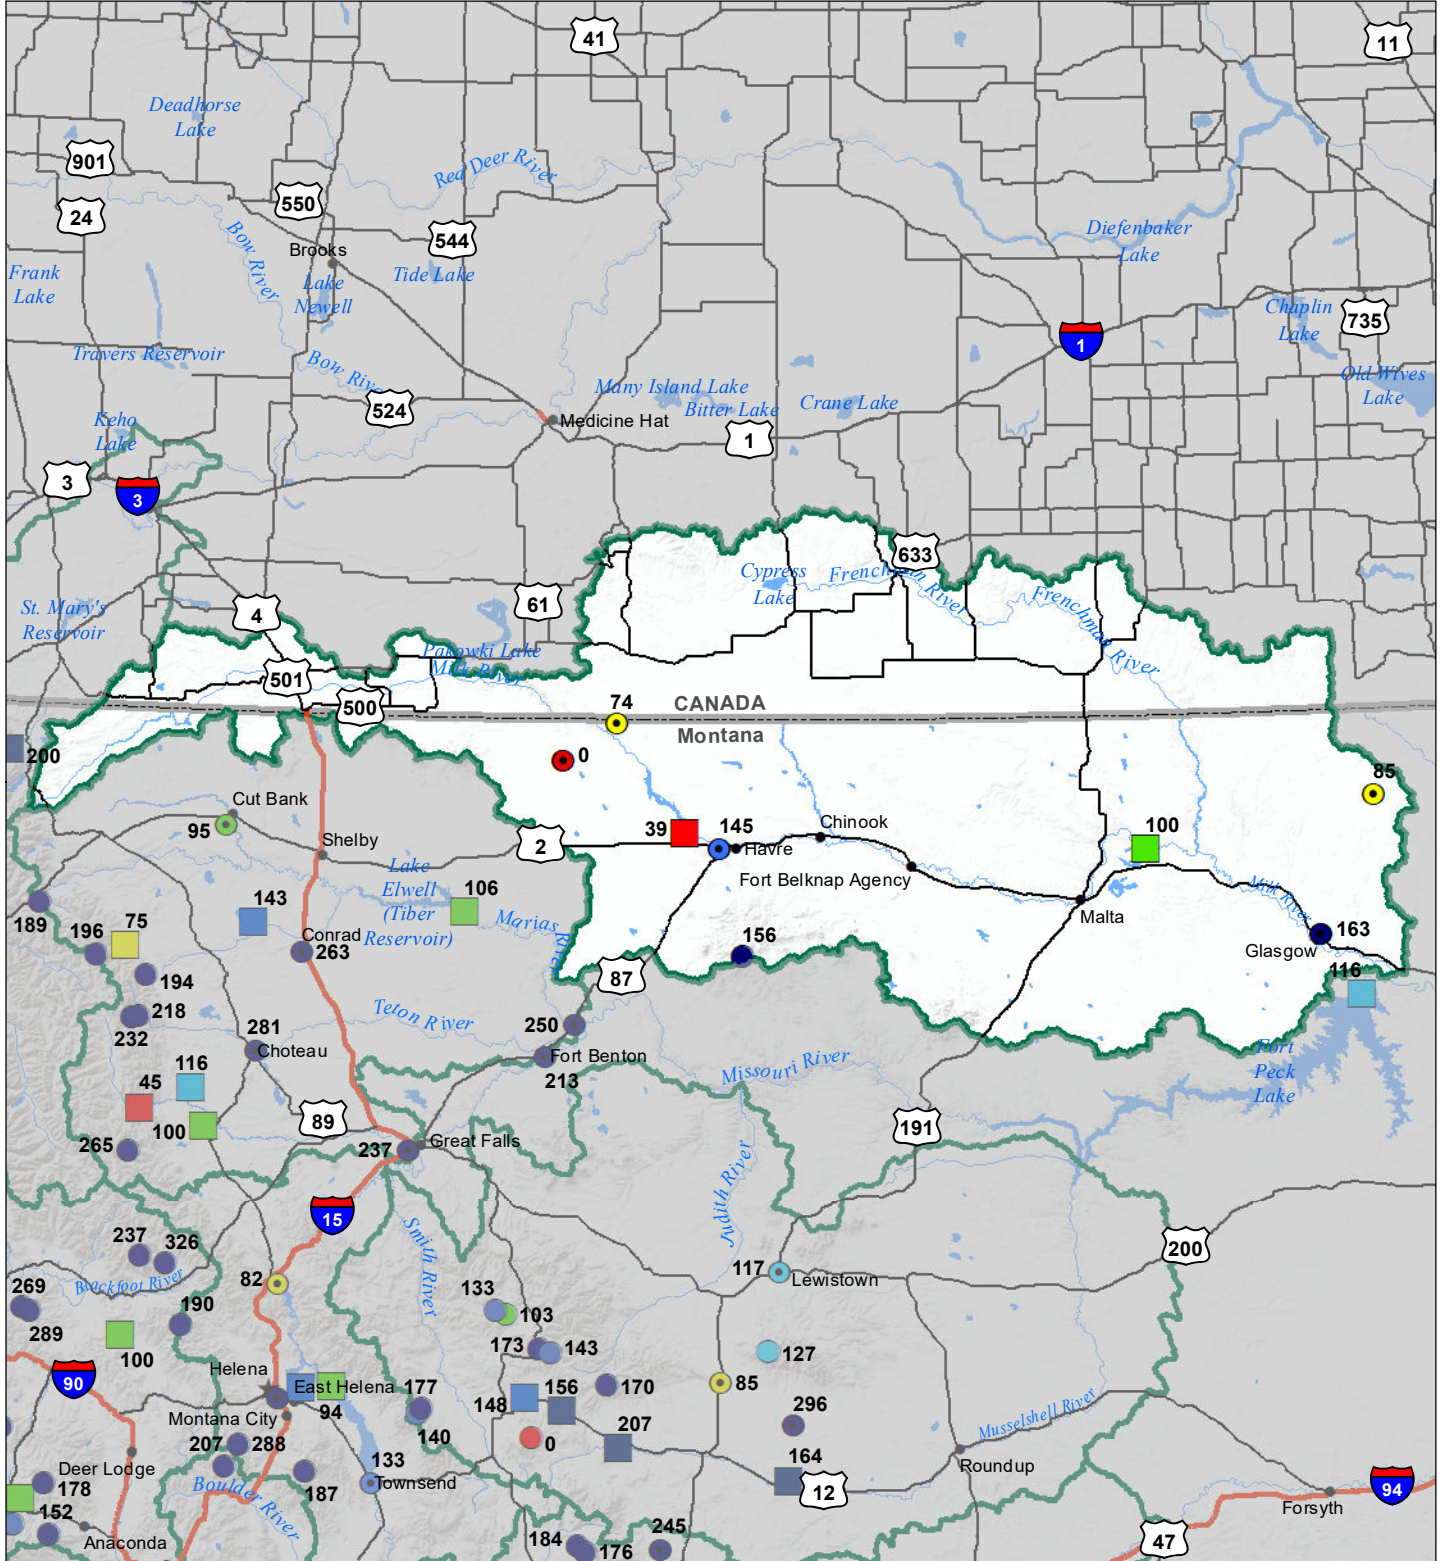 41
11
Deadhorse
Lake
901
Red Deer River
550
24
544
Diefenbaker
Lake
Bow River
Brooks
Frank
Lake
Lake
Newell
Tide Lake
Chaplin
Lake
735
1
Travers Reservoir
Bow River
Many Island Lake
Bitter Lake
Crane Lake
Old Wives
Lake
524
Keho
Lake
Medicine Hat
1
3
3
633
Cypress
Lake
Frenchman River
Frenchman River
61
4
St. Mary's
Reservoir
Pakowki Lake
Milk River
501
500
74
CANADA
Montana
200
0
85
Cut Bank
95
Shelby
2
39
145
Havre
Chinook
100
Fort Belknap Agency
Lake
Elwell
(Tiber
Reservoir)
106
Marias River
143
189
196
75
Conrad
263
Malta
Milk River
163
Glasgow
156
87
116
194
218
232
Teton River
250
281
Choteau
Fort Benton
213
Missouri River
Fort
Peck
Lake
116
45
100
89
191
265
237
Great Falls
Judith River
15
Smith River
237
326
200
Blackfoot River
82
117
Lewistown
269
289
190
133
103
100
173
143
127
90
Helena
East Helena
94
177
140
148
156
170
85
296
Musselshell River
Montana City
207
288
207
Deer Lodge
178
187
133
Townsend
164
12
Roundup
94
Forsyth
Boulder River
152
Anaconda
184
176
245
47